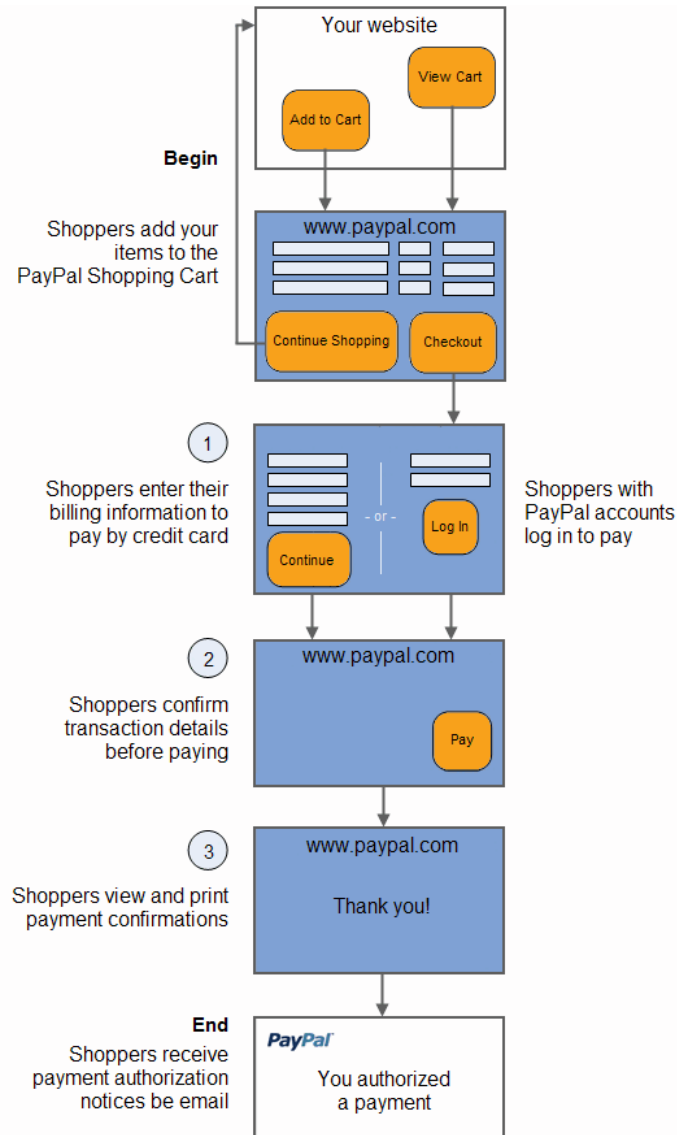 Your website
View Cart
Add to Cart
Begin
Shoppers add your
items to the
PayPal Shopping Cart
www.paypal.com
Continue Shopping
Checkout
1
Shoppers enter their
billing information to
pay by credit card
- or -
Continue
Log In
Shoppers with
PayPal accounts
log in to pay
2
Shoppers confirm
transaction details
before paying
www.paypal.com
Pay
3
Shoppers view and print
payment confirmations
www.paypal.com
Thank you!
End
Shoppers receive
payment authorization
notices be email
PayPal
You authorized
a payment